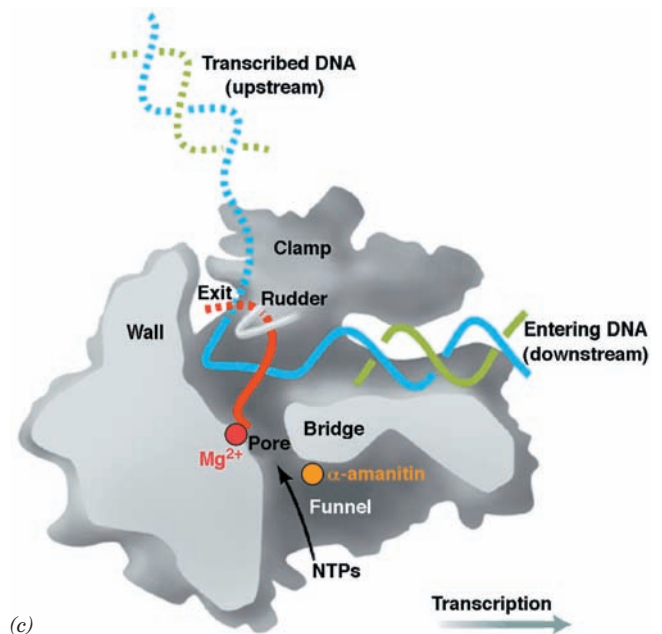 Transcribed DNA
(upstream)
Clamp
Exit
Rudder
Wall
Entering DNA
(downstream)
Bridge
Mg2+
Pore
α-amanitin
Funnel
NTPs
Transcription
(c)